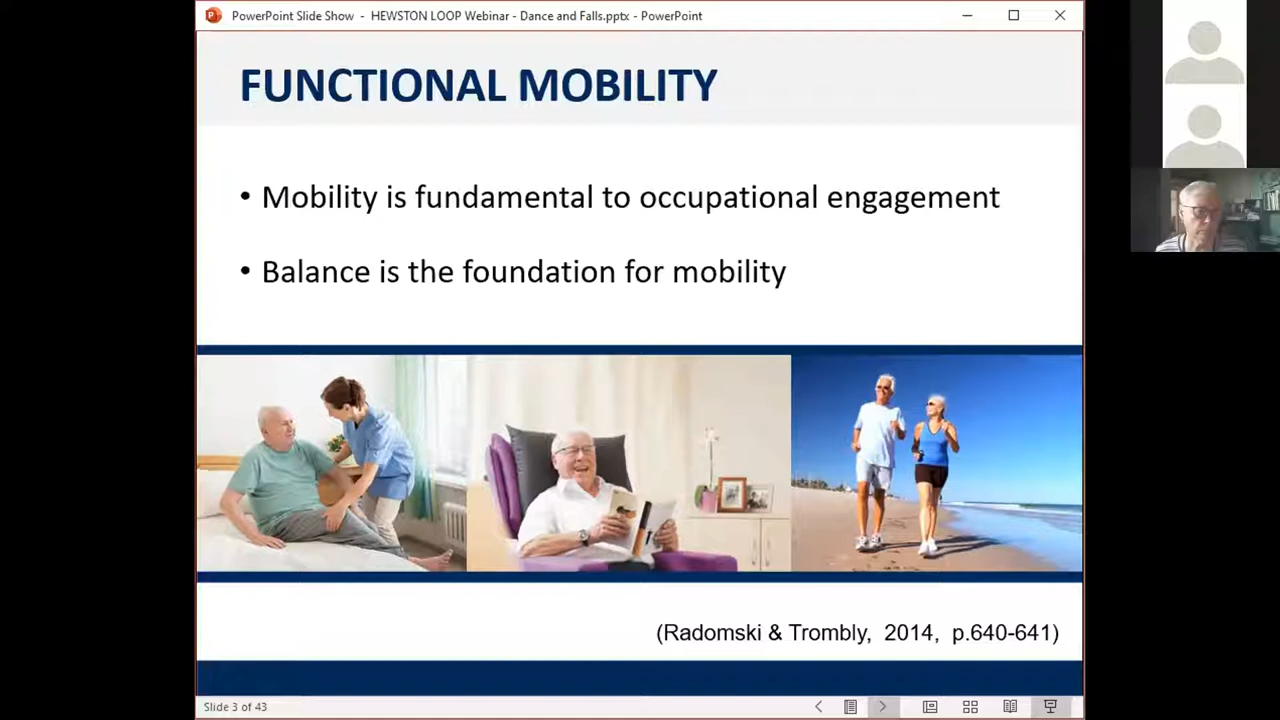 PowerPoint Slide Show - HEWSTON LOOP Webinar - Dance and Falls.pptx - PowerPoint
FUNCTIONAL MOBILITY
• Mobility is fundamental to occupational engagement
• Balance is the foundation for mobility
(Radomski & Trombly, 2014, p.640-641)
Slide 3 of 43